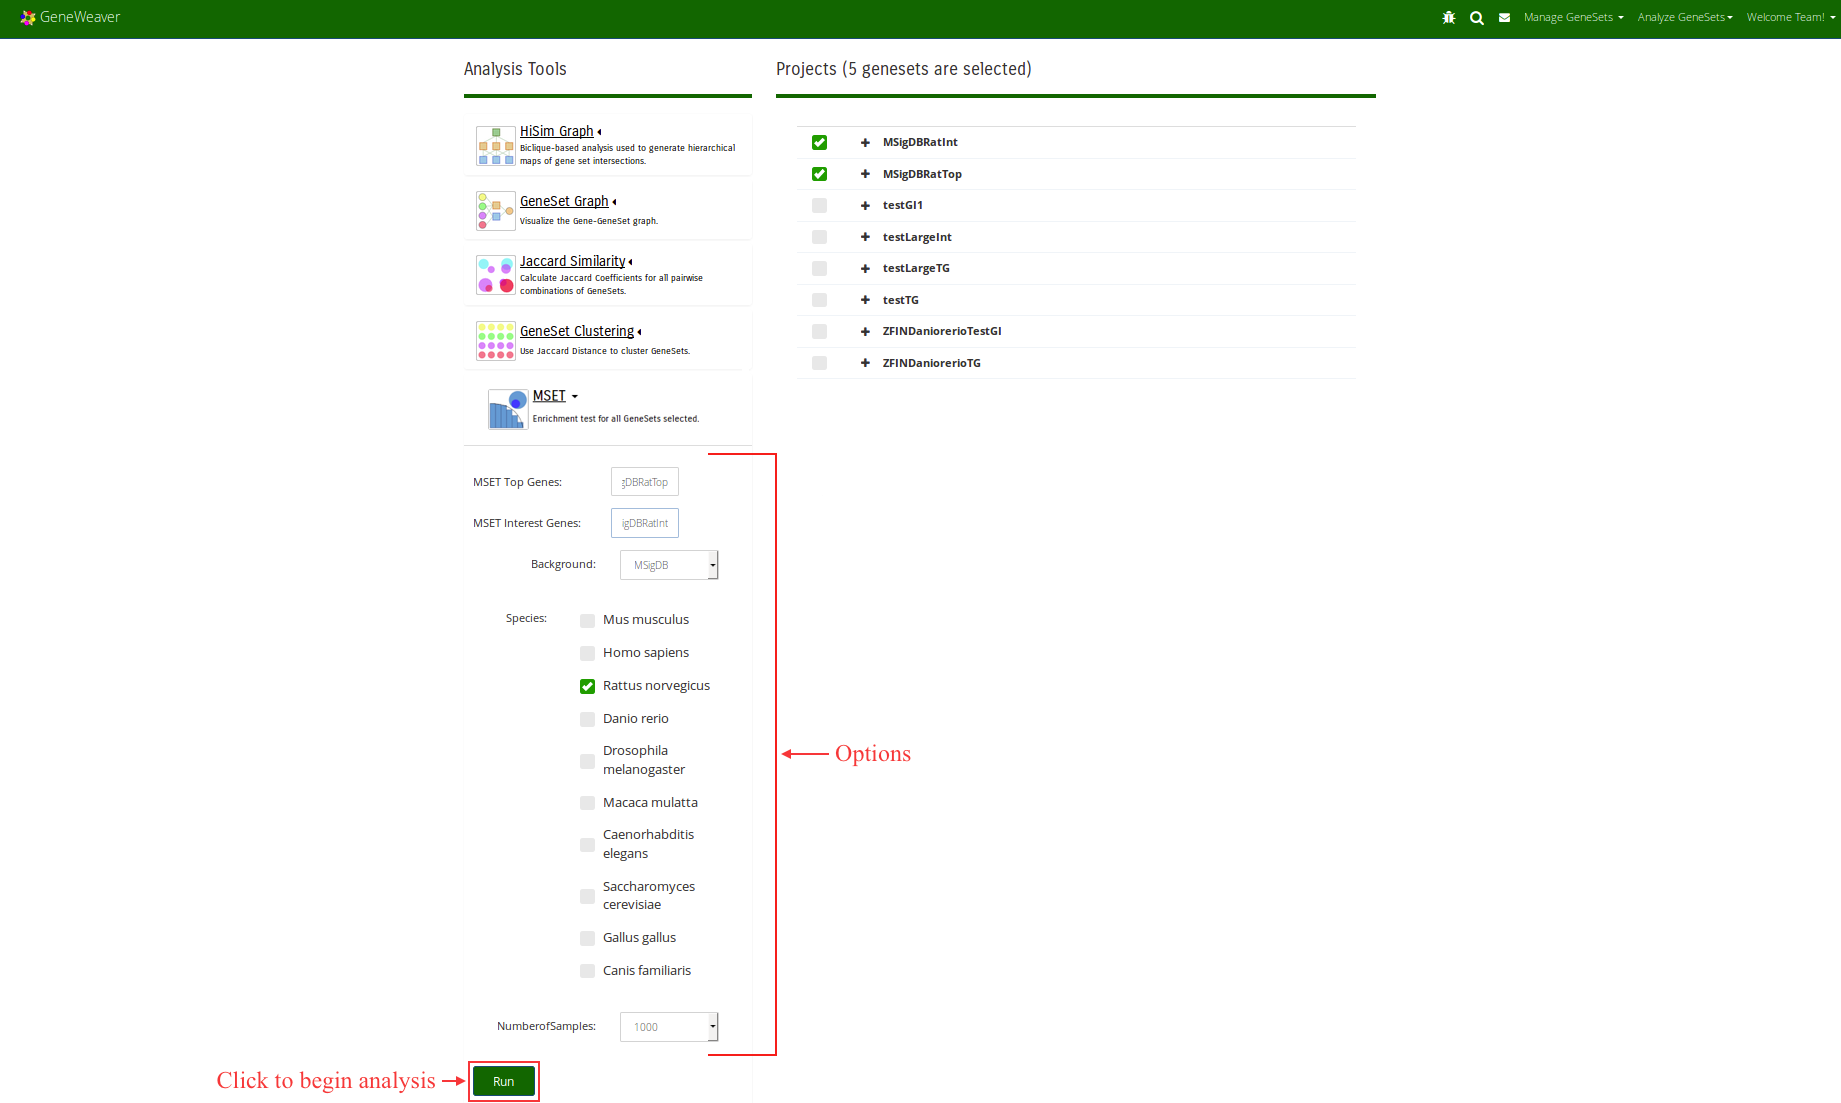 GeneWeaver
Manage GeneSets
Analyze GeneSets
Welcome Team!
Analysis Tools
HiSim Graph
Biclique-based analysis used to generate hierarchical
maps of gene set intersections.
GeneSet Graph
Visualize the Gene-GeneSet graph.
Jaccard Similarity
Calculate Jaccard Coefficients for all pairwise
combinations of GeneSets.
GeneSet Clustering
Use Jaccard Distance to cluster GeneSets.
MSET
Enrichment test for all GeneSets selected.
MSET Top Genes:
gDBRatTop
MSET Interest Genes:
igDBRatInt
Background:
MSigDB
Species:
Mus musculus
Homo sapiens
Rattus norvegicus
Danio rerio
Drosophila
melanogaster
Macaca mulatta
Caenorhabditis
elegans
Saccharomyces
cerevisiae
Gallus gallus
Canis familiaris
NumberofSamples:
1000
Click to begin analysis
Run
Options
Projects (5 genesets are selected)
MSigDBRatInt
MSigDBRatTop
testGI1
testLargeInt
testLargeTG
testTG
ZFINDaniorerioTestGI
ZFINDaniorerioTG